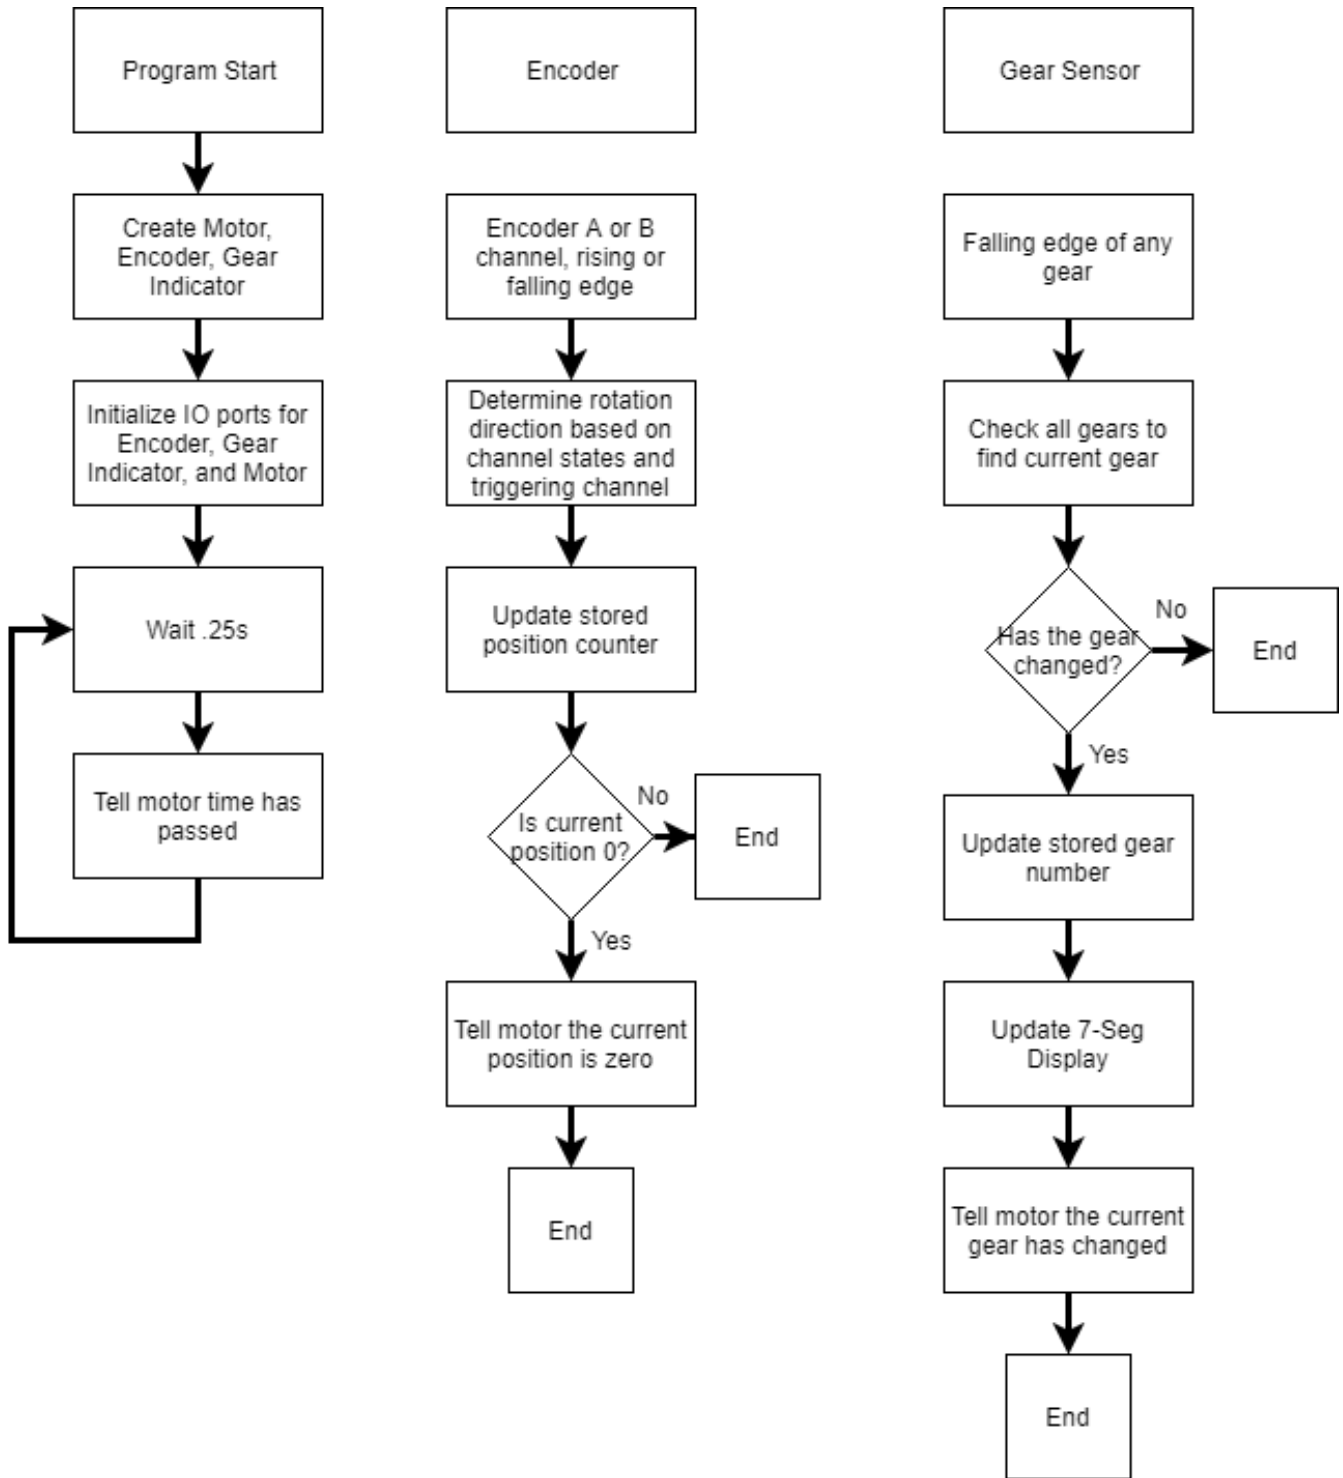 Program Start
Create Motor,
Encoder, Gear
Indicator
Initialize IO ports for
Encoder, Gear
Indicator, and Motor
Wait .25s
Tell motor time has
passed
Encoder
Encoder A or B
channel, rising or
falling edge
Determine rotation
direction based on
channel states and
triggering channel
Update stored
position counter
Is current
position 0?
No
End
Yes
Tell motor the current
position is zero
End
Gear Sensor
Falling edge of any
gear
Check all gears to
find current gear
Has the gear
changed?
No
End
Yes
Update stored gear
number
Update 7-Seg
Display
Tell motor the current
gear has changed
End